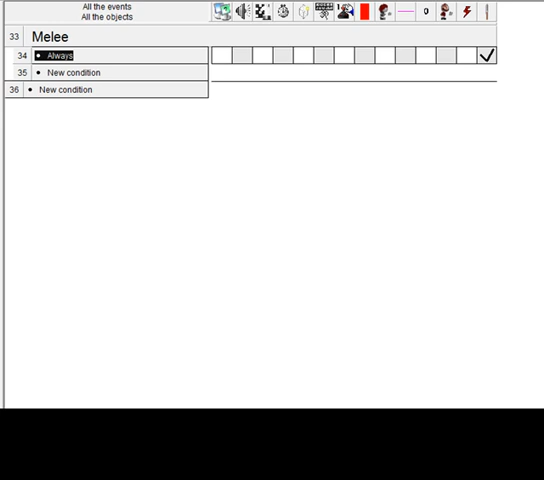 All the events
All the objects
0
33 Melee
34 • Always
35 • New condition
36 • New condition